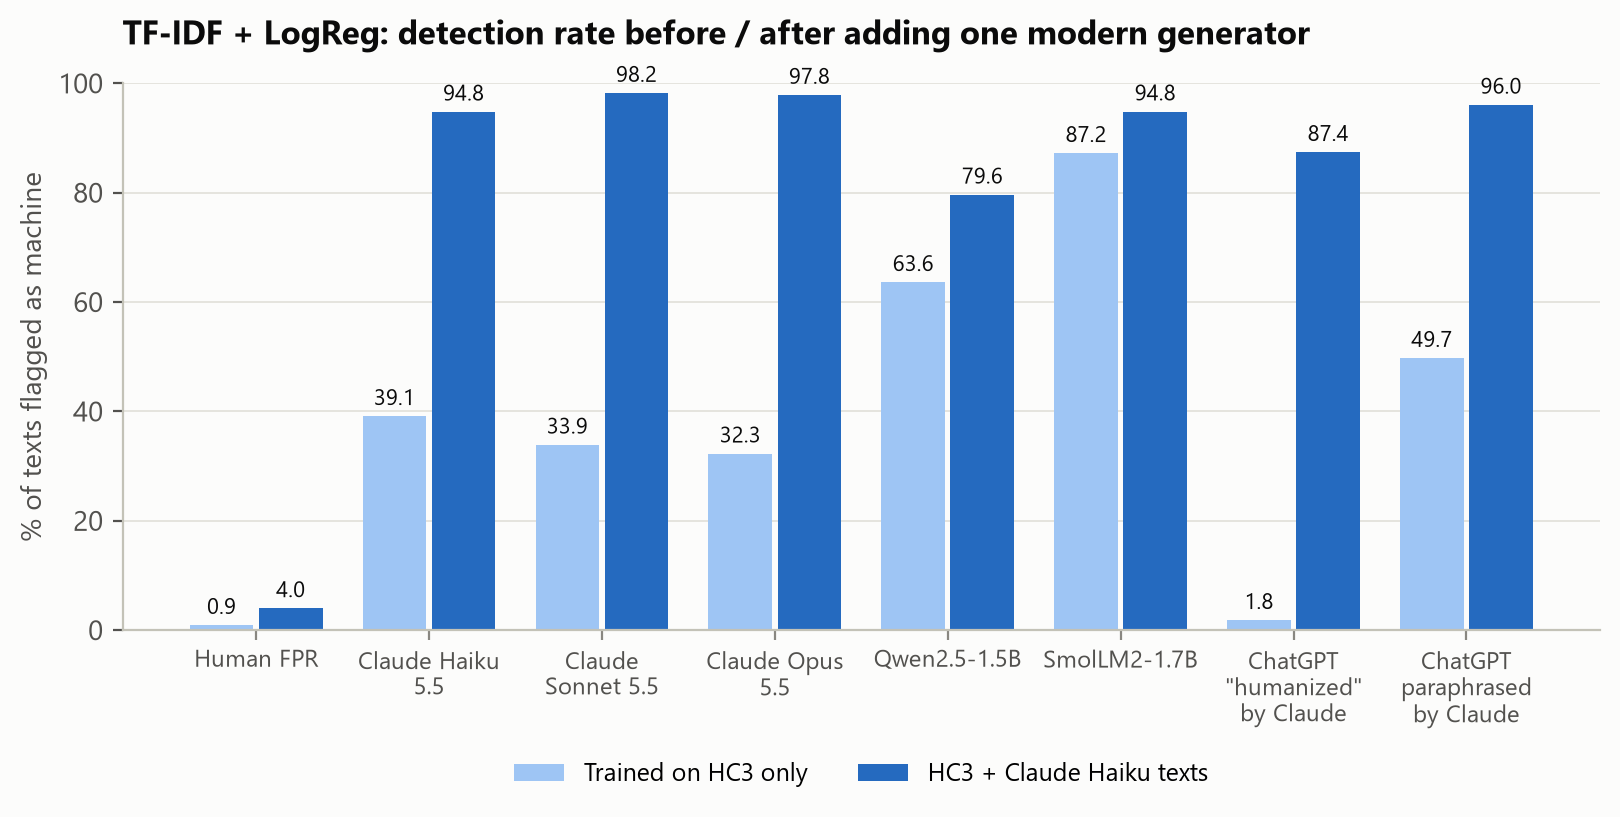 TF-IDF + LogReg: detection rate before / after adding one modern generator
% of texts flagged as machine
100
80
60
40
20
0
0.9
4.0
39.1
94.8
33.9
98.2
32.3
97.8
63.6
79.6
87.2
94.8
1.8
87.4
49.7
96.0
Human FPR
Claude Haiku
5.5
Claude
Sonnet 5.5
Claude Opus
5.5
Qwen2.5-1.5B
SmolLM2-1.7B
ChatGPT
"humanized"
by Claude
ChatGPT
paraphrased
by Claude
Trained on HC3 only
HC3 + Claude Haiku texts